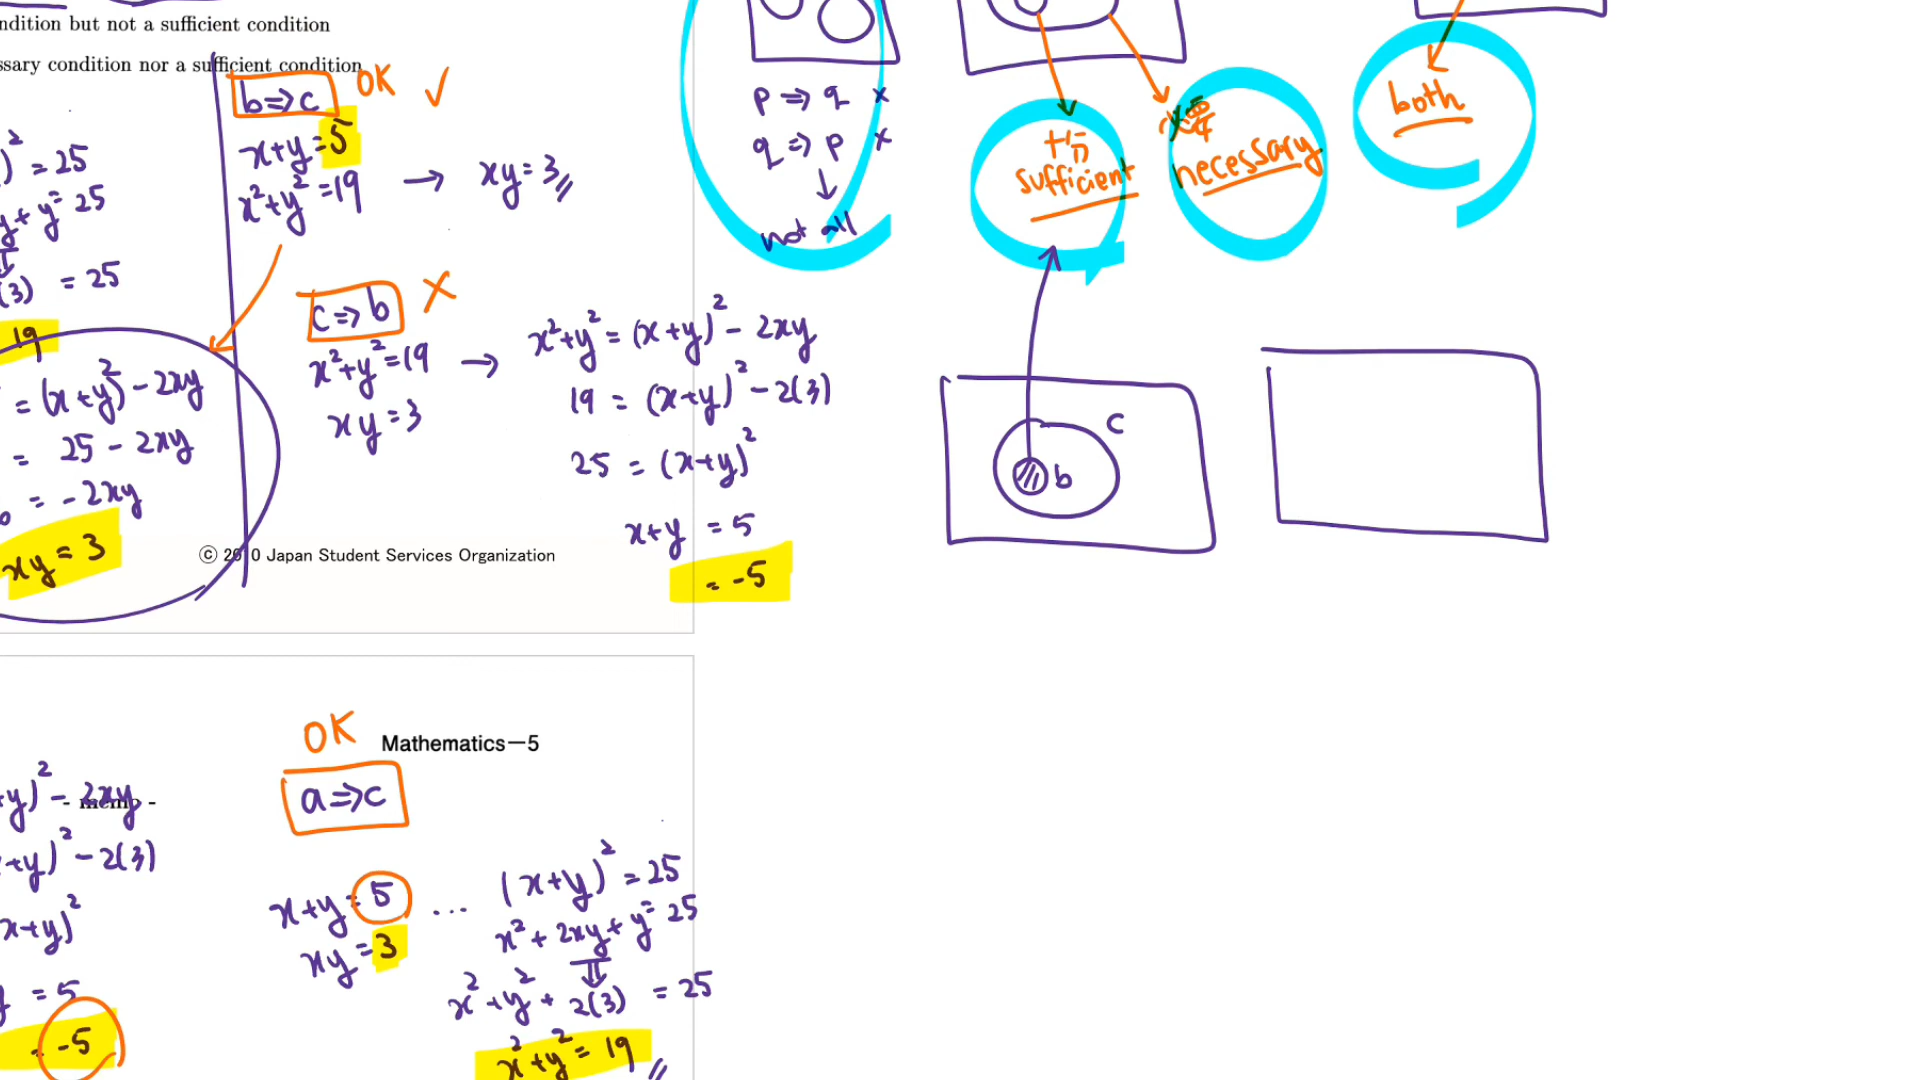 ndition but not a sufficient condition
ssary condition nor a sufficient condition
b⇒c OK ✓
x+y=5
x²+y²=19 → xy=3
)²=25
y+y²=25
(3) = 25
19
= (x+y)²-2xy
= 25-2xy
= -2xy
xy=3
c⇒b ×
x²+y²=19 →
xy=3
x²+y²=(x+y)²-2xy
19 = (x+y)²-2(3)
25 = (x+y)²
x+y = 5
= -5
© 2010 Japan Student Services Organization
p⇒q ×
q⇒p ×
↓
not all
十分
sufficient
necessary
both
c
b
OK
Mathematics—5
a⇒c
- memo -
+y)²-2xy
+y)²-2(3)
x+y)²
y = 5
= -5
x+y=5 ...
xy=3
(x+y)²=25
x²+2xy+y²=25
x²+y²+2(3) = 25
x²+y²=19